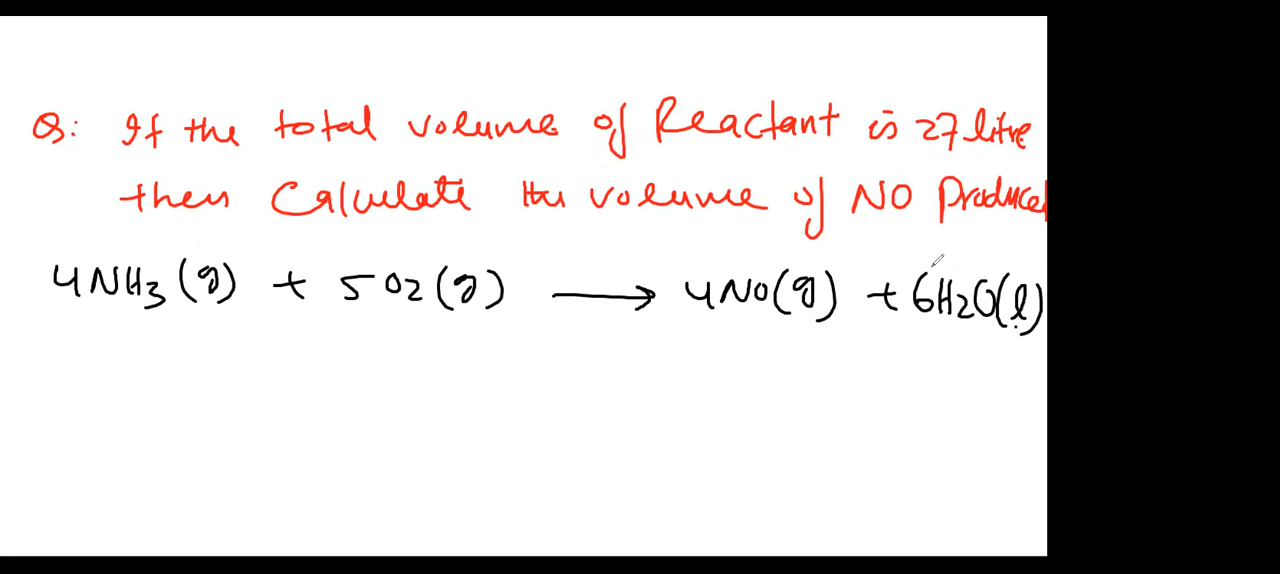 Q: If the total volume of Reactant is 27 litre
then Calculate the volume of NO Produced
4NH3(g) + 5O2(g) → 4NO(g) + 6H2O(l)